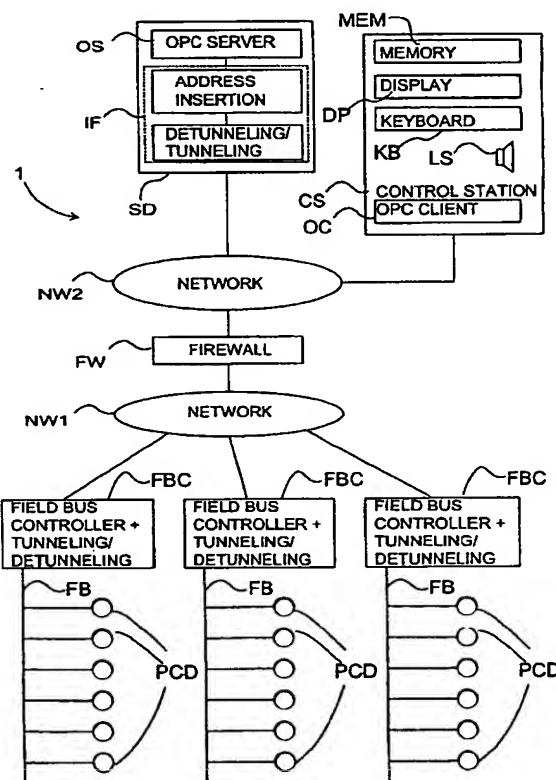 OS
OPC SERVER
IF
ADDRESS
INSERTION
DETUNNELING/
TUNNELING
SD
1
MEM
MEMORY
DISPLAY
DP
KEYBOARD
KB
LS
CS
CONTROL STATION
OC
OPC CLIENT
NW2
NETWORK
FW
FIREWALL
NW1
NETWORK
FBC
FIELD BUS
CONTROLLER +
TUNNELING/
DETUNNELING
FB
PCD
FBC
FIELD BUS
CONTROLLER +
TUNNELING/
DETUNNELING
FB
PCD
FBC
FIELD BUS
CONTROLLER +
TUNNELING/
DETUNNELING
FB
PCD